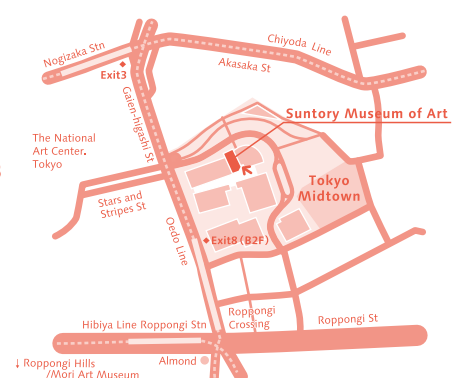 Nogizaka Stn
Chiyoda Line
Akasaka St
Exit3
Gaien-higashi St
Suntory Museum of Art
The National
Art Center.
Tokyo
Tokyo
Midtown
Stars and
Stripes St
Oedo Line
Exit8 (B2F)
Roppongi
Crossing
Roppongi St
Hibiya Line Roppongi Stn
Almond
↓ Roppongi Hills
/Mori Art Museum